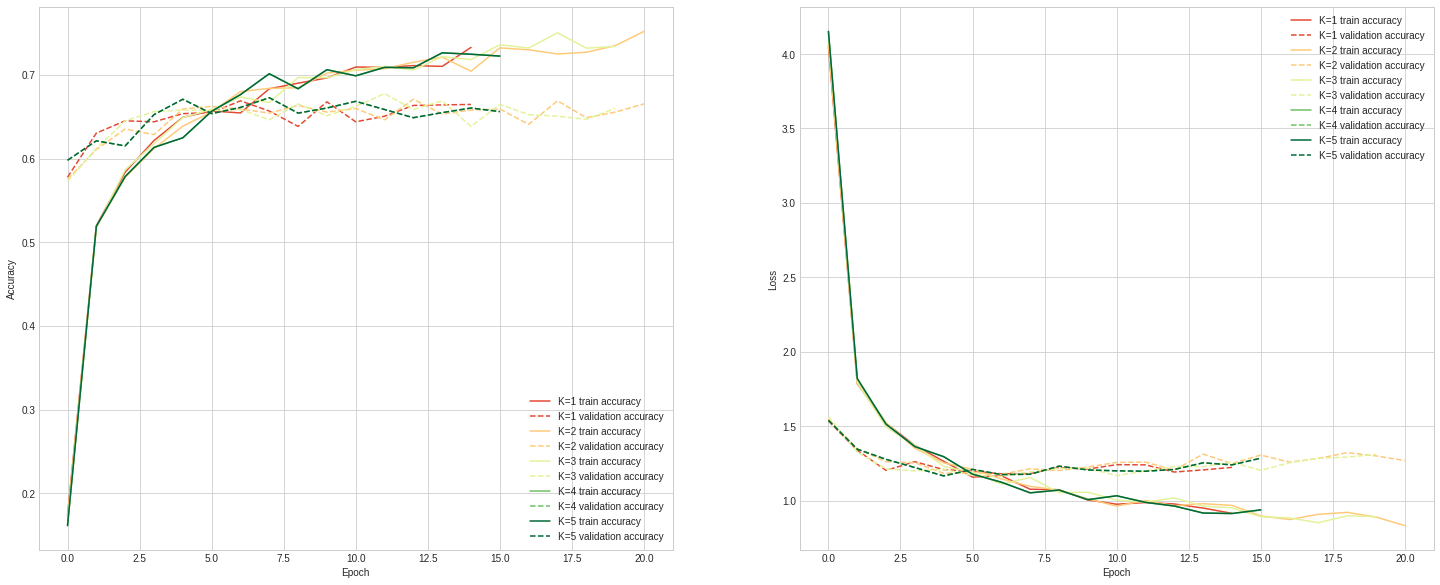 0.7
0.6
0.5
0.4
0.3
0.2
Accuracy
K=1 train accuracy
K=1 validation accuracy
K=2 train accuracy
K=2 validation accuracy
K=3 train accuracy
K=3 validation accuracy
K=4 train accuracy
K=4 validation accuracy
K=5 train accuracy
K=5 validation accuracy
0.0 2.5 5.0 7.5 10.0 12.5 15.0 17.5 20.0
Epoch
4.0
3.5
3.0
2.5
2.0
1.5
1.0
Loss
K=1 train accuracy
K=1 validation accuracy
K=2 train accuracy
K=2 validation accuracy
K=3 train accuracy
K=3 validation accuracy
K=4 train accuracy
K=4 validation accuracy
K=5 train accuracy
K=5 validation accuracy
0.0 2.5 5.0 7.5 10.0 12.5 15.0 17.5 20.0
Epoch